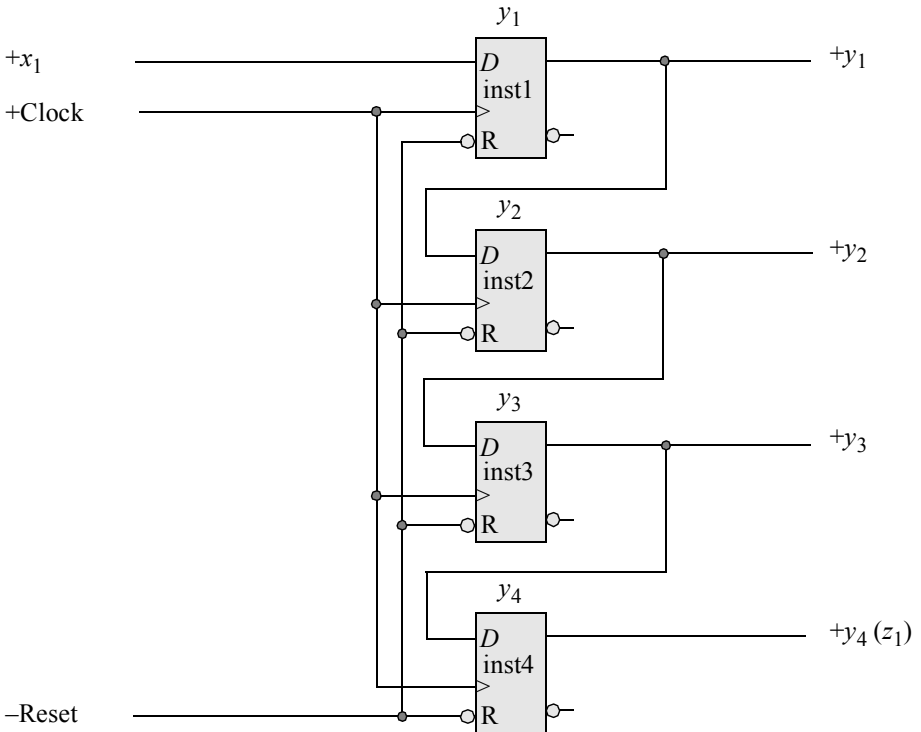 y1
+x1
D
+y1
inst1
+Clock
R
y2
D
+y2
inst2
R
y3
D
+y3
inst3
R
y4
D
+y4 (z1)
inst4
–Reset
R